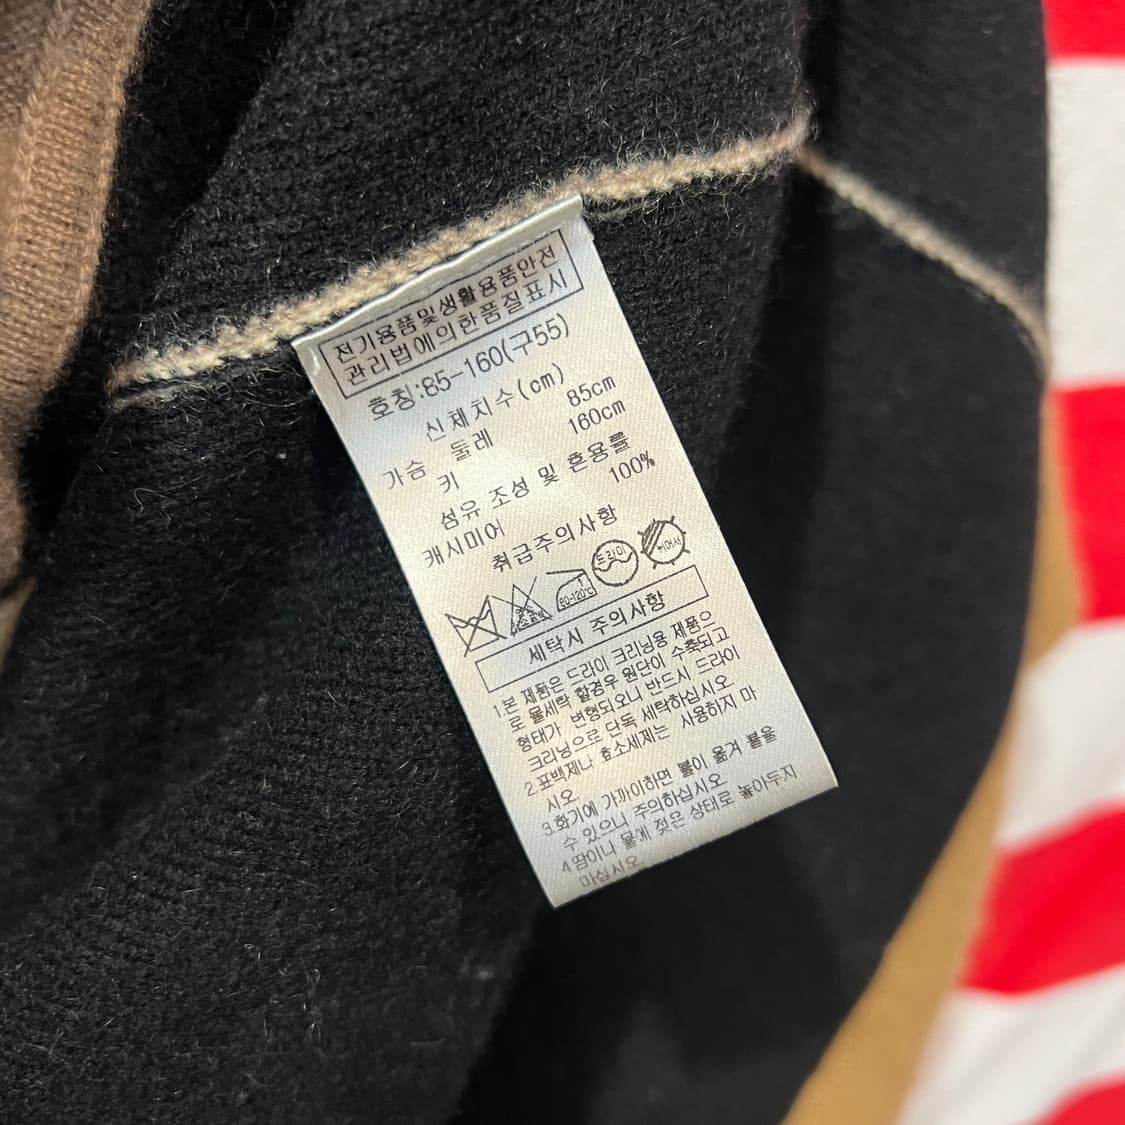 전기용품및생활용품안전
관리법에의한품질표시
호칭:85-160(구55)
신체치수(cm)
가슴 둘레 85cm
키 160cm
섬유 조성 및 혼용률
캐시미어 100%
취급주의사항
80-120℃ 드라이 뉘어서
세탁시 주의사항
1.본 제품은 드라이 크리닝용 제품으
로 물세탁 할경우 원단이 수축되고
형태가 변형되오니 반드시 드라이
크리닝으로 단독 세탁하십시오.
2.표백제나 효소세제는 사용하지 마
시오.
3.화기에 가까이하면 불이 옮겨 붙을
수 있으니 주의하십시오.
4.땀이나 물에 젖은 상태로 놓아두지
마십시오.